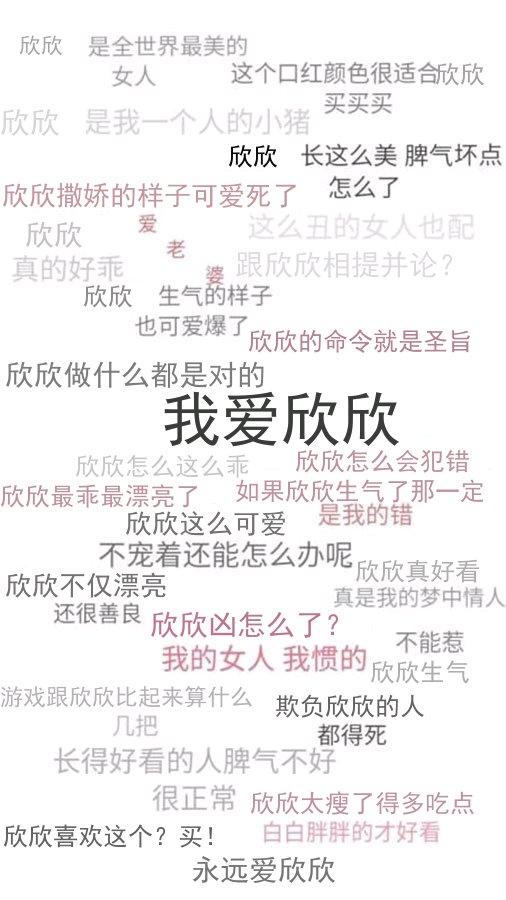 欣欣 是全世界最美的
女人 这个口红颜色很适合欣欣
买买买
欣欣 是我一个人的小猪
欣欣 长这么美 脾气坏点
怎么了
欣欣撒娇的样子可爱死了
爱
老
婆
欣欣
真的好乖
这么丑的女人也配
跟欣欣相提并论?
欣欣 生气的样子
也可爱爆了
欣欣的命令就是圣旨
欣欣做什么都是对的
我爱欣欣
欣欣怎么这么乖
欣欣怎么会犯错
欣欣最乖最漂亮了
如果欣欣生气了那一定
是我的错
欣欣这么可爱
不宠着还能怎么办呢
欣欣真好看
真是我的梦中情人
欣欣不仅漂亮
还很善良
欣欣凶怎么了?
我的女人 我惯的
不能惹
欣欣生气
游戏跟欣欣比起来算什么
几把
欺负欣欣的人
都得死
长得好看的人脾气不好
很正常
欣欣太瘦了得多吃点
白白胖胖的才好看
欣欣喜欢这个?买!
永远爱欣欣